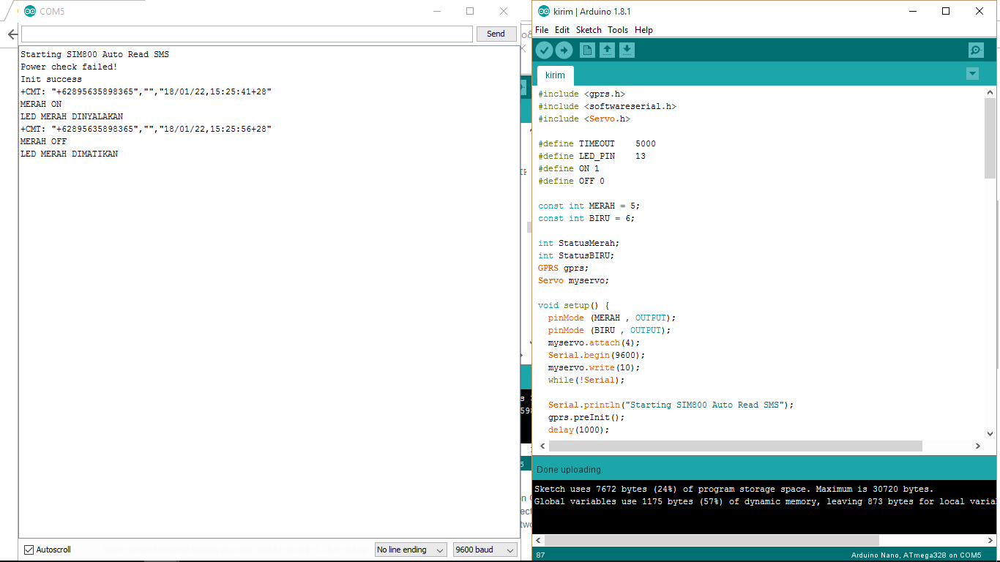 COM5
Send
Starting SIM800 Auto Read SMS
Power check failed!
Init success
+CMT: "+62895635898365","","18/01/22,15:25:41+28"
MERAH ON
LED MERAH DINYALAKAN
+CMT: "+62895635898365","","18/01/22,15:25:56+28"
MERAH OFF
LED MERAH DIMATIKAN
Autoscroll
No line ending
9600 baud
kirim | Arduino 1.8.1
File Edit Sketch Tools Help
kirim
#include <gprs.h>
#include <softwareserial.h>
#include <Servo.h>
#define TIMEOUT    5000
#define LED_PIN    13
#define ON 1
#define OFF 0
const int MERAH = 5;
const int BIRU = 6;
int StatusMerah;
int StatusBIRU;
GPRS gprs;
Servo myservo;
void setup() {
pinMode (MERAH , OUTPUT);
pinMode (BIRU , OUTPUT);
myservo.attach(4);
Serial.begin(9600);
myservo.write(10);
while(!Serial);
Serial.println("Starting SIM800 Auto Read SMS");
gprs.preInit();
delay(1000);
Done uploading.
Sketch uses 7672 bytes (24%) of program storage space. Maximum is 30720 bytes.
Global variables use 1175 bytes (57%) of dynamic memory, leaving 873 bytes for local
87
Arduino Nano, ATmega328 on COM5